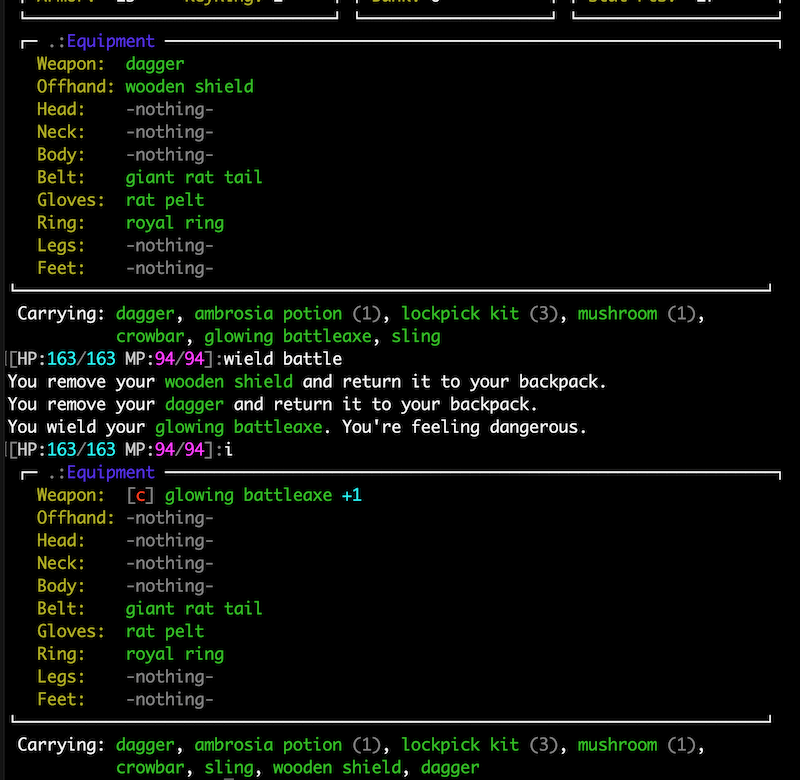 .:Equipment
Weapon: dagger
Offhand: wooden shield
Head: -nothing-
Neck: -nothing-
Body: -nothing-
Belt: giant rat tail
Gloves: rat pelt
Ring: royal ring
Legs: -nothing-
Feet: -nothing-
Carrying: dagger, ambrosia potion (1), lockpick kit (3), mushroom (1),
crowbar, glowing battleaxe, sling
[HP:163/163 MP:94/94]:wield battle
You remove your wooden shield and return it to your backpack.
You remove your dagger and return it to your backpack.
You wield your glowing battleaxe. You're feeling dangerous.
[HP:163/163 MP:94/94]:i
.:Equipment
Weapon: [c] glowing battleaxe +1
Offhand: -nothing-
Head: -nothing-
Neck: -nothing-
Body: -nothing-
Belt: giant rat tail
Gloves: rat pelt
Ring: royal ring
Legs: -nothing-
Feet: -nothing-
Carrying: dagger, ambrosia potion (1), lockpick kit (3), mushroom (1),
crowbar, sling, wooden shield, dagger